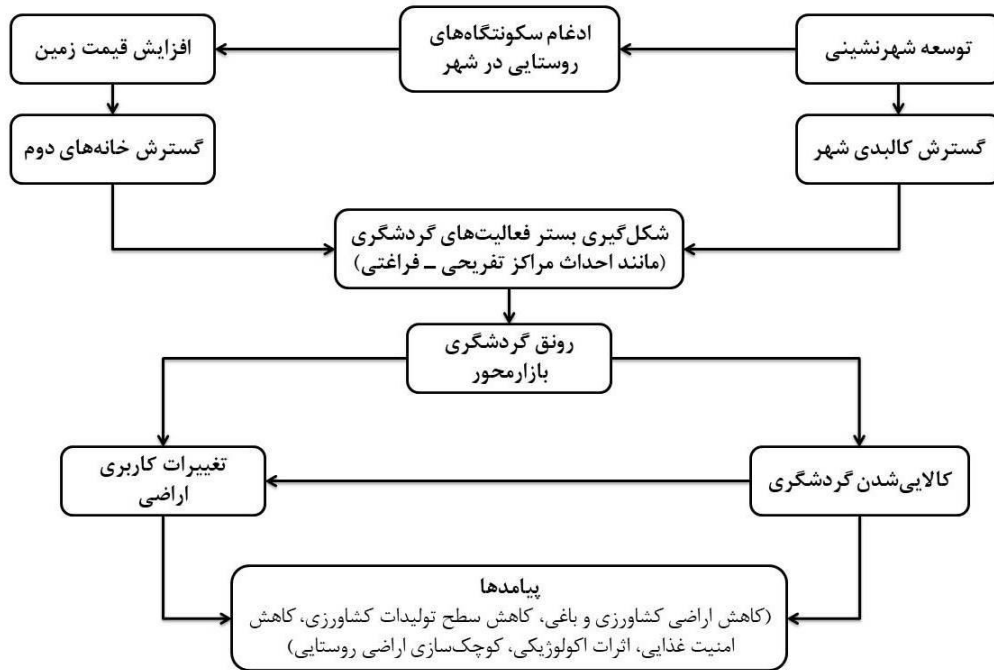 توسعه شهرنشینی
ادغام سکونتگاه‌های
روستایی در شهر
افزایش قیمت زمین
گسترش کالبدی شهر
گسترش خانه‌های دوم
شکل‌گیری بستر فعالیت‌های گردشگری
(مانند احداث مراکز تفریحی ـ فراغتی)
رونق گردشگری
بازارمحور
کالایی‌شدن گردشگری
تغییرات کاربری
اراضی
پیامدها
(کاهش اراضی کشاورزی و باغی، کاهش سطح تولیدات کشاورزی، کاهش
امنیت غذایی، اثرات اکولوژیکی، کوچک‌سازی اراضی روستایی)